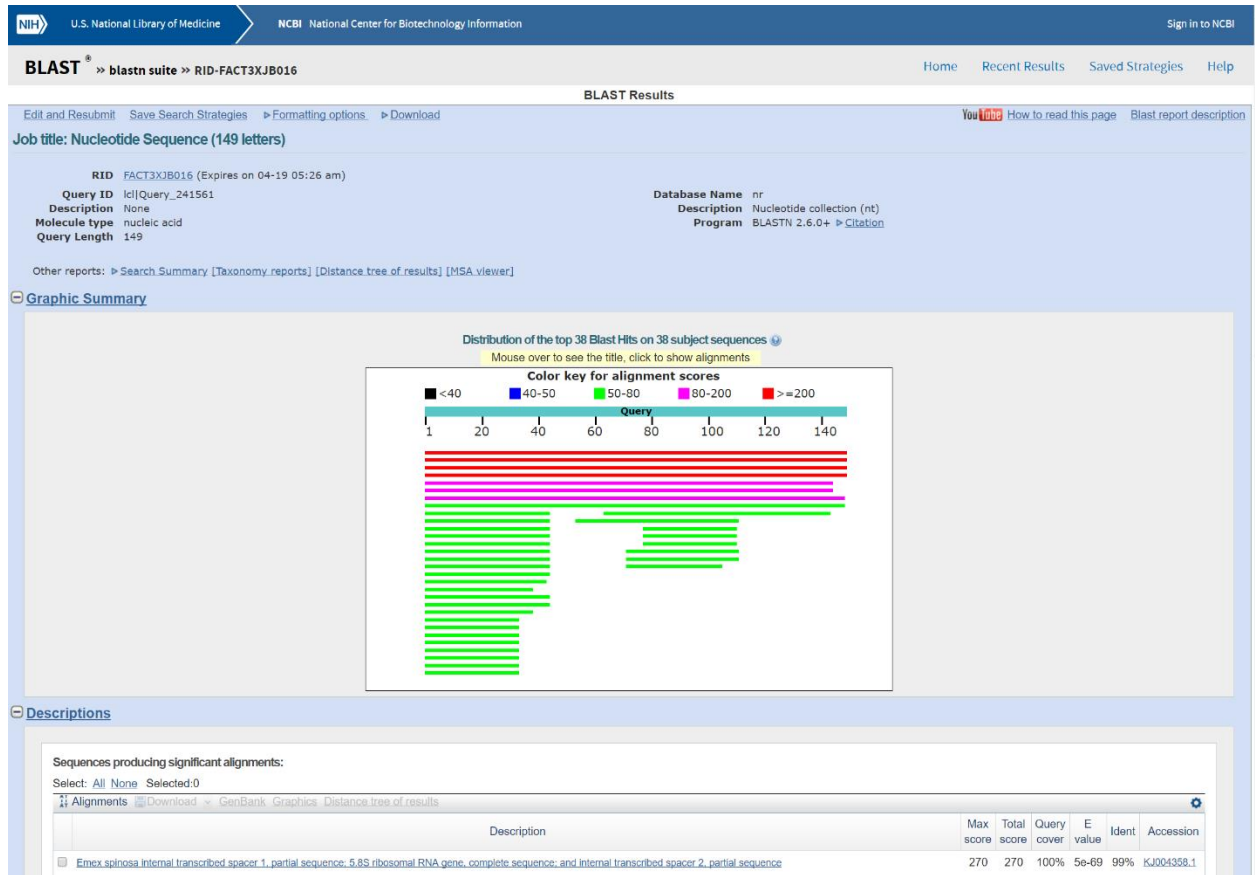 NIH U.S. National Library of Medicine NCBI National Center for Biotechnology Information Sign in to NCBI
BLAST ® » blastn suite » RID-FACT3XJB016 Home Recent Results Saved Strategies Help
BLAST Results
Edit and Resubmit Save Search Strategies ▹Formatting options ▹Download YouTube How to read this page Blast report description
Job title: Nucleotide Sequence (149 letters)
RID FACT3XJB016 (Expires on 04-19 05:26 am)
Query ID lcl|Query_241561 Database Name nr
Description None Description Nucleotide collection (nt)
Molecule type nucleic acid Program BLASTN 2.6.0+ ▹Citation
Query Length 149
Other reports: ▹Search Summary [Taxonomy reports] [Distance tree of results] [MSA viewer]
Graphic Summary
Distribution of the top 38 Blast Hits on 38 subject sequences
Mouse over to see the title, click to show alignments
Color key for alignment scores
<40 40-50 50-80 80-200 >=200
Query
1 20 40 60 80 100 120 140
Descriptions
Sequences producing significant alignments:
Select: All None Selected:0
Alignments Download GenBank Graphics Distance tree of results
Description Max score Total score Query cover E value Ident Accession
Emex spinosa internal transcribed spacer 1, partial sequence; 5.8S ribosomal RNA gene, complete sequence; and internal transcribed spacer 2, partial sequence 270 270 100% 5e-69 99% KJ004358.1